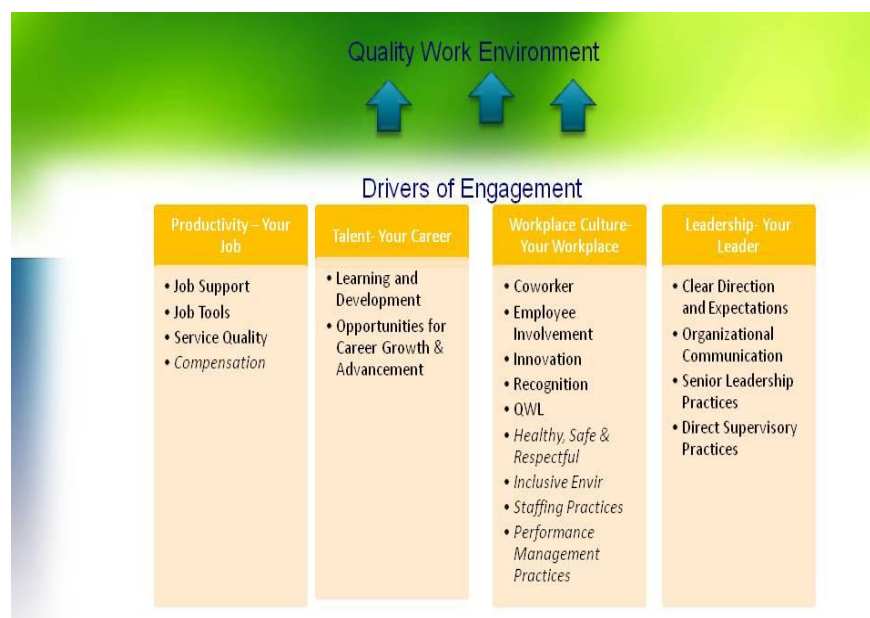 Quality Work Environment
Drivers of Engagement
Productivity – Your
Job
• Job Support
• Job Tools
• Service Quality
• Compensation
Talent- Your Career
• Learning and
Development
• Opportunities for
Career Growth &
Advancement
Workplace Culture-
Your Workplace
• Coworker
• Employee
Involvement
• Innovation
• Recognition
• QWL
• Healthy, Safe &
Respectful
• Inclusive Envir
• Staffing Practices
• Performance
Management
Practices
Leadership- Your
Leader
• Clear Direction
and Expectations
• Organizational
Communication
• Senior Leadership
Practices
• Direct Supervisory
Practices